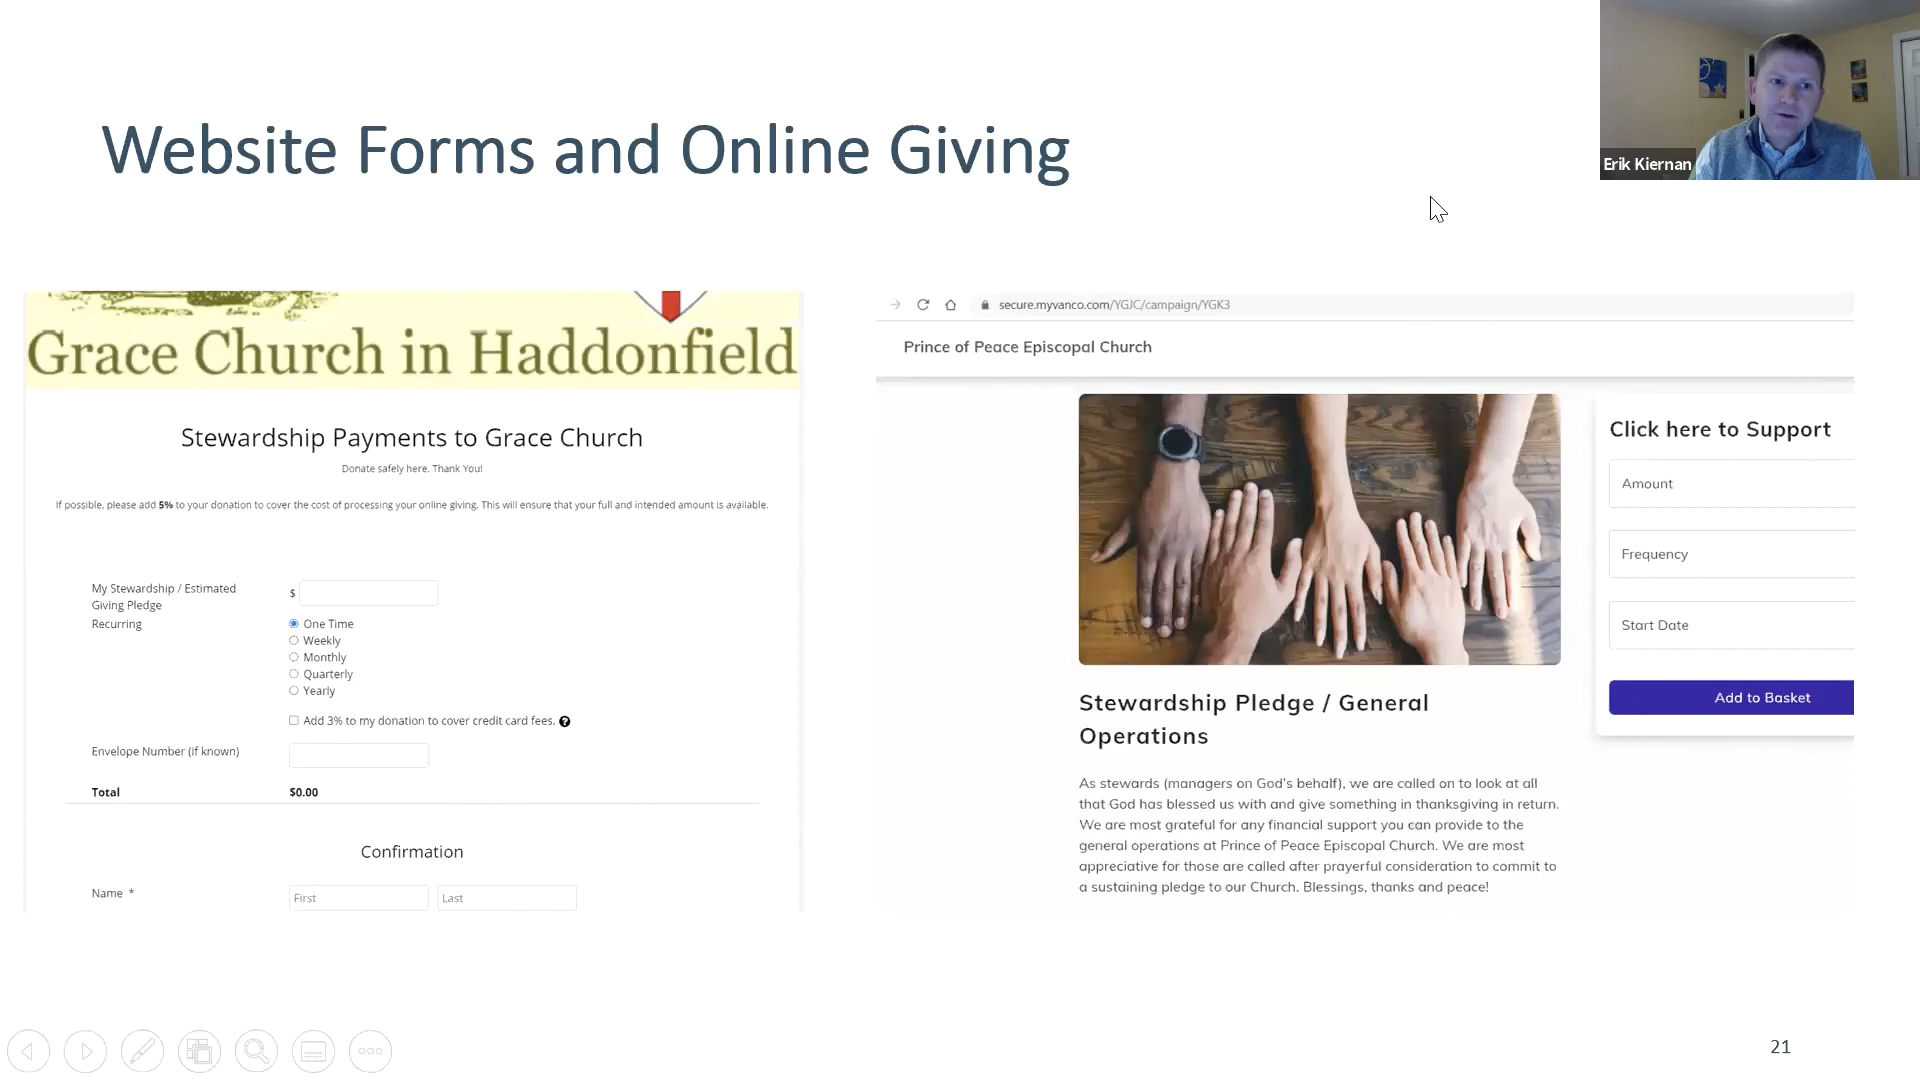 Website Forms and Online Giving
Erik Kiernan
Grace Church in Haddonfield
Stewardship Payments to Grace Church
Donate safely here. Thank You!
If possible, please add 5% to your donation to cover the cost of processing your online giving. This will ensure that your full and intended amount is available.
My Stewardship / Estimated
Giving Pledge
$
Recurring
One Time
Weekly
Monthly
Quarterly
Yearly
Add 3% to my donation to cover credit card fees. ?
Envelope Number (if known)
Total $0.00
Confirmation
Name * First Last
secure.myvanco.com/YGJC/campaign/YGK3
Prince of Peace Episcopal Church
Stewardship Pledge / General
Operations
As stewards (managers on God's behalf), we are called on to look at all
that God has blessed us with and give something in thanksgiving in return.
We are most grateful for any financial support you can provide to the
general operations at Prince of Peace Episcopal Church. We are most
appreciative for those are called after prayerful consideration to commit to
a sustaining pledge to our Church. Blessings, thanks and peace!
Click here to Support
Amount
Frequency
Start Date
Add to Basket
21